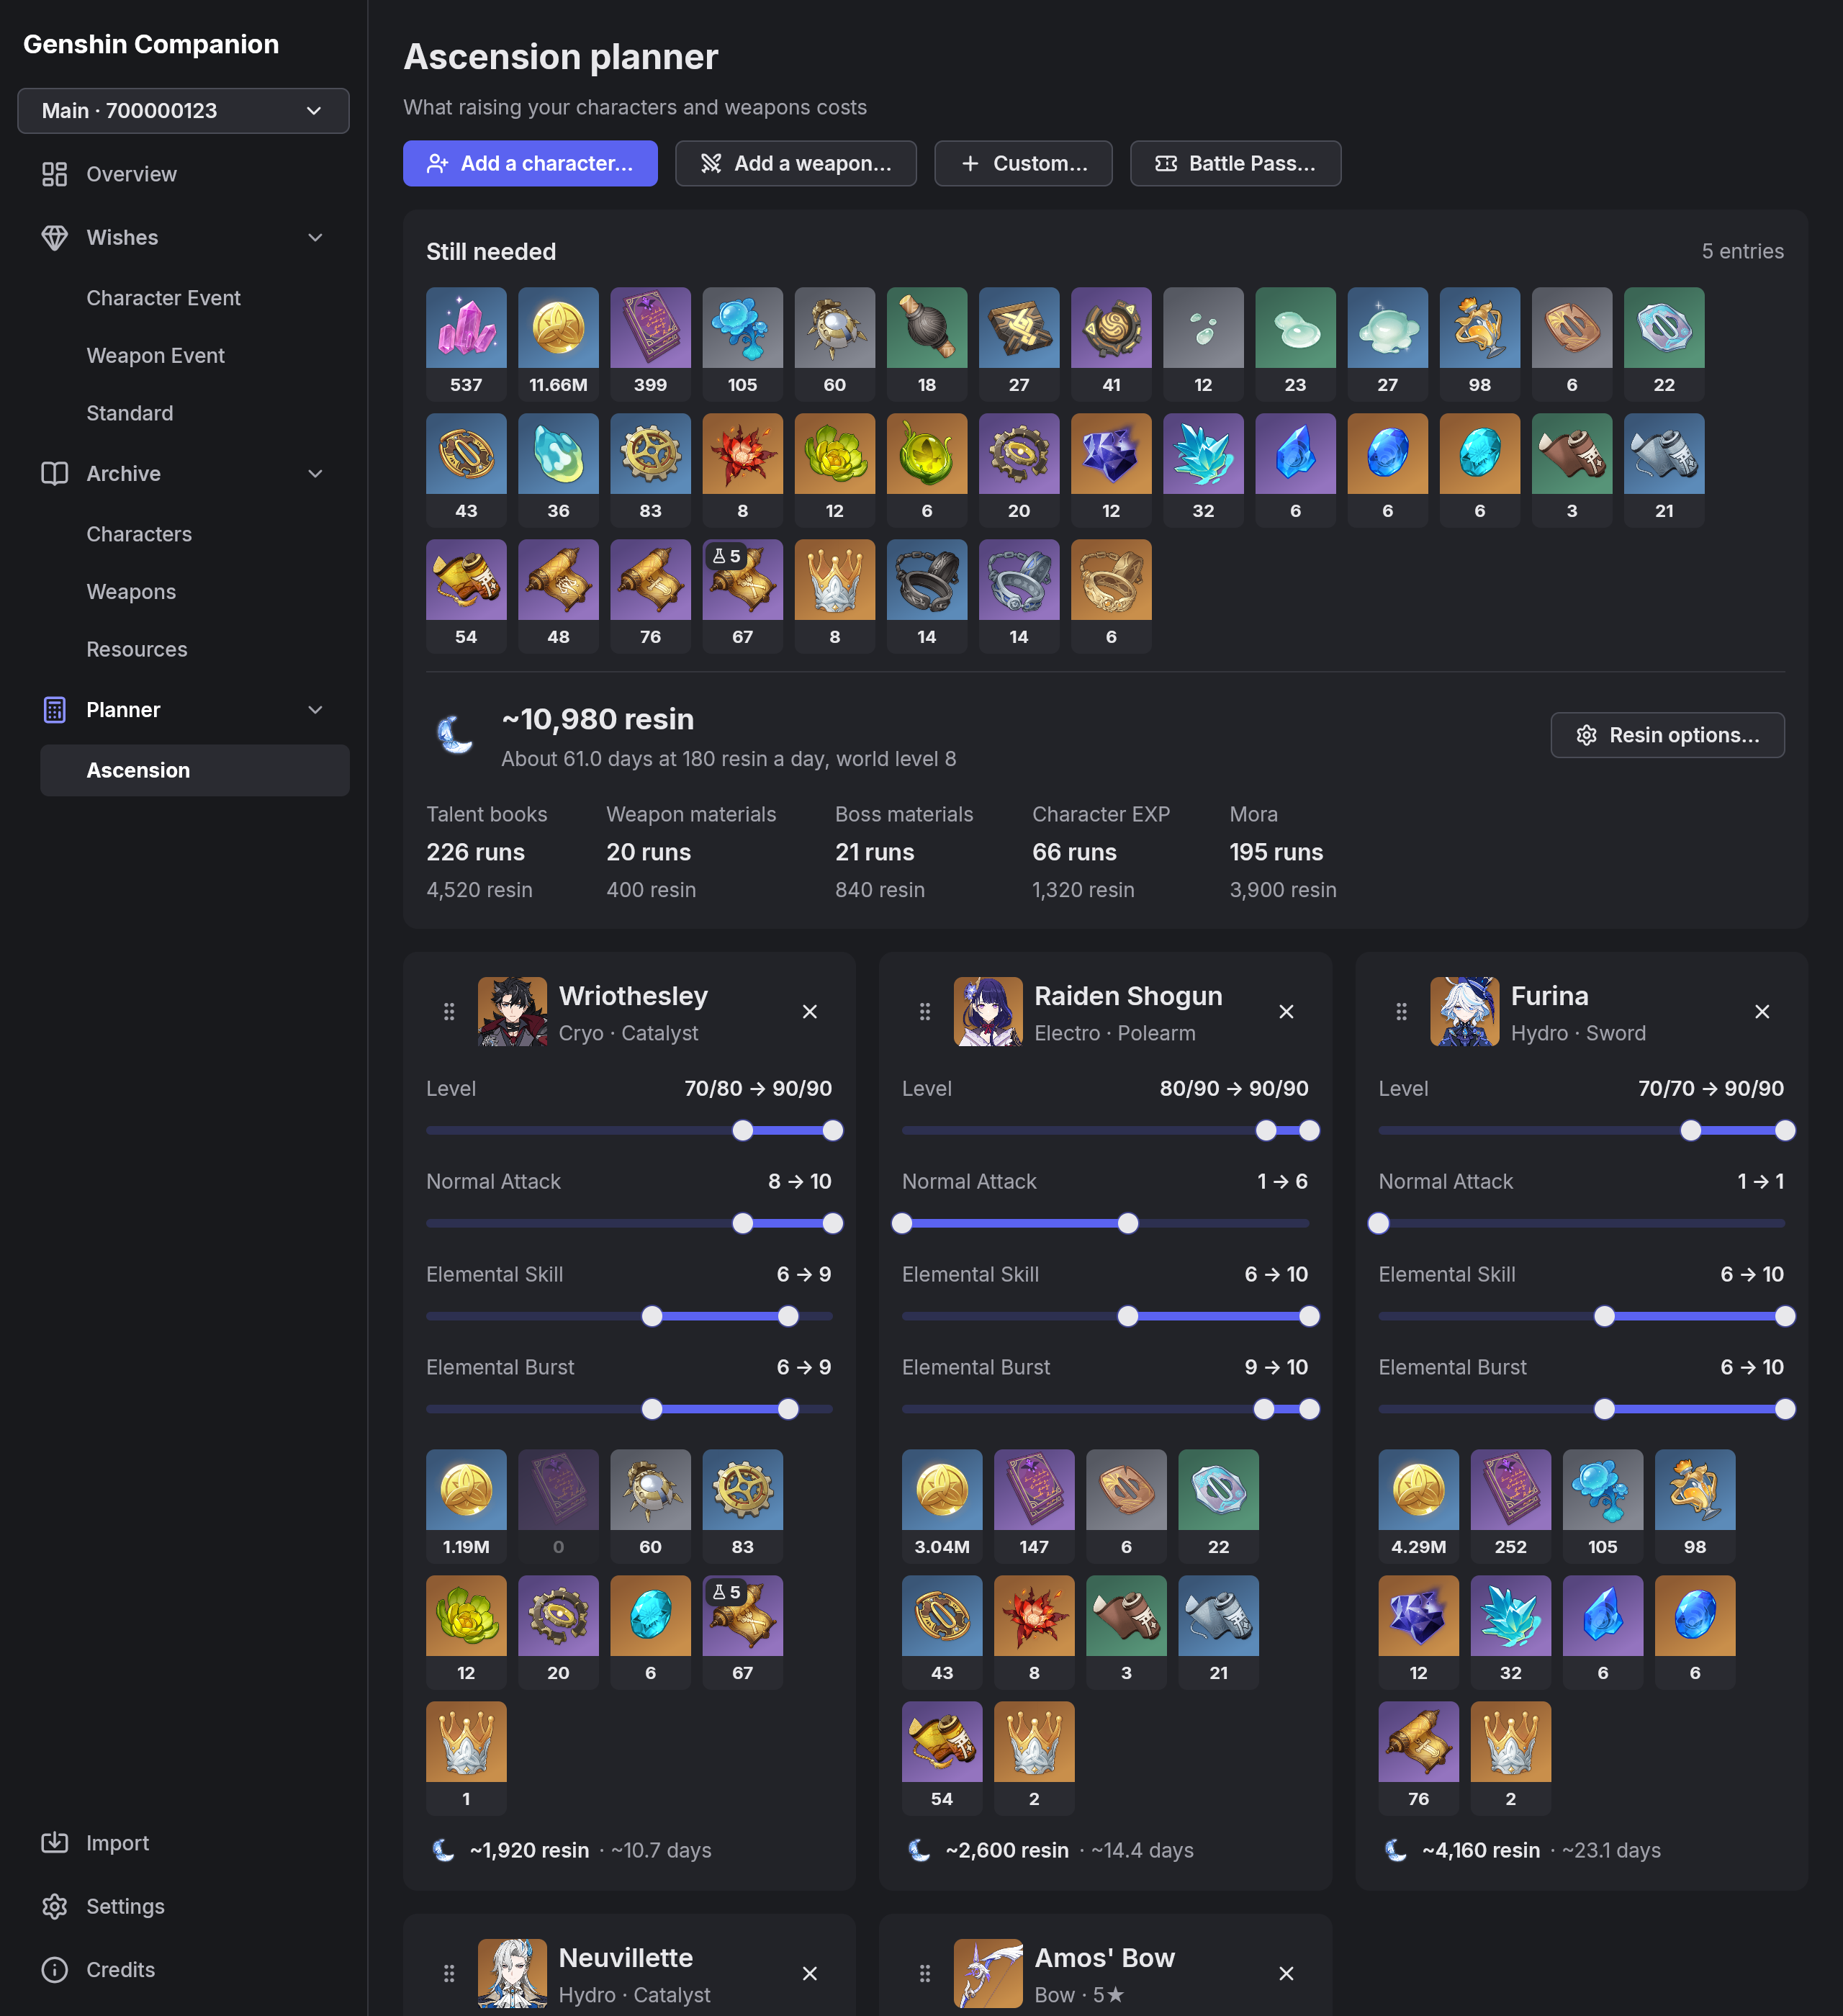 Genshin Companion
Main · 700000123
Overview
Wishes
Character Event
Weapon Event
Standard
Archive
Characters
Weapons
Resources
Planner
Ascension
Import
Settings
Credits
Ascension planner
What raising your characters and weapons costs
Add a character...
Add a weapon...
Custom...
Battle Pass...
Still needed
5 entries
537 11.66M 399 105 60 18 27 41 12 23 27 98 6 22
43 36 83 8 12 6 20 12 32 6 6 6 3 21
5
54 48 76 67 8 14 14 6
~10,980 resin
About 61.0 days at 180 resin a day, world level 8
Resin options...
Talent books
226 runs
4,520 resin
Weapon materials
20 runs
400 resin
Boss materials
21 runs
840 resin
Character EXP
66 runs
1,320 resin
Mora
195 runs
3,900 resin
Wriothesley
Cryo · Catalyst
Level 70/80 → 90/90
Normal Attack 8 → 10
Elemental Skill 6 → 9
Elemental Burst 6 → 9
1.19M 0 60 83
5
12 20 6 67
1
~1,920 resin · ~10.7 days
Raiden Shogun
Electro · Polearm
Level 80/90 → 90/90
Normal Attack 1 → 6
Elemental Skill 6 → 10
Elemental Burst 9 → 10
3.04M 147 6 22
43 8 3 21
54 2
~2,600 resin · ~14.4 days
Furina
Hydro · Sword
Level 70/70 → 90/90
Normal Attack 1 → 1
Elemental Skill 6 → 10
Elemental Burst 6 → 10
4.29M 252 105 98
12 32 6 6
76 2
~4,160 resin · ~23.1 days
Neuvillette
Hydro · Catalyst
Amos' Bow
Bow · 5★